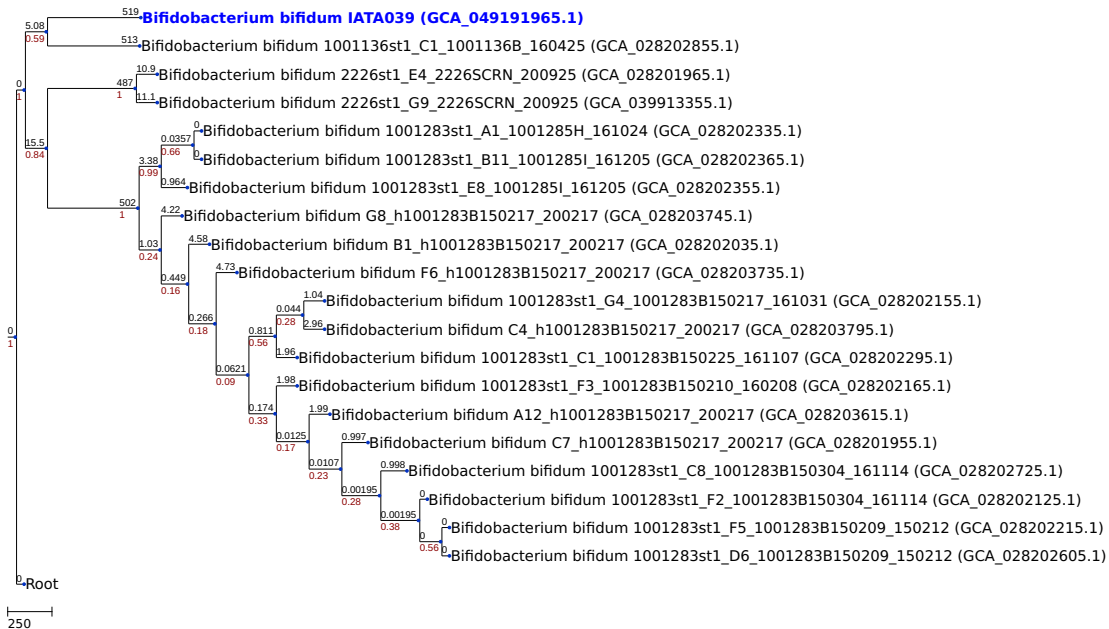 519 Bifidobacterium bifidum IATA039 (GCA_049191965.1)
5.08
0.59
513 Bifidobacterium bifidum 1001136st1_C1_1001136B_160425 (GCA_028202855.1)
10.9 Bifidobacterium bifidum 2226st1_E4_2226SCRN_200925 (GCA_028201965.1)
0
487
1
1
11.1 Bifidobacterium bifidum 2226st1_G9_2226SCRN_200925 (GCA_039913355.1)
0 Bifidobacterium bifidum 1001283st1_A1_1001285H_161024 (GCA_028202335.1)
15.5
0.0357
0.84
0.66
0 Bifidobacterium bifidum 1001283st1_B11_1001285I_161205 (GCA_028202365.1)
3.38
0.99
0.964 Bifidobacterium bifidum 1001283st1_E8_1001285I_161205 (GCA_028202355.1)
502
1
4.22 Bifidobacterium bifidum G8_h1001283B150217_200217 (GCA_028203745.1)
1.03
0.24
4.58 Bifidobacterium bifidum B1_h1001283B150217_200217 (GCA_028202035.1)
0.449
0.16
4.73 Bifidobacterium bifidum F6_h1001283B150217_200217 (GCA_028203735.1)
1.04 Bifidobacterium bifidum 1001283st1_G4_1001283B150217_161031 (GCA_028202155.1)
0.266
0.18
0.044
0.28
2.96 Bifidobacterium bifidum C4_h1001283B150217_200217 (GCA_028203795.1)
0
1
0.811
0.56
1.96 Bifidobacterium bifidum 1001283st1_C1_1001283B150225_161107 (GCA_028202295.1)
0.0621
0.09
1.98 Bifidobacterium bifidum 1001283st1_F3_1001283B150210_160208 (GCA_028202165.1)
0.174
0.33
1.99 Bifidobacterium bifidum A12_h1001283B150217_200217 (GCA_028203615.1)
0.0125
0.17
0.997 Bifidobacterium bifidum C7_h1001283B150217_200217 (GCA_028201955.1)
0.0107
0.23
0.998 Bifidobacterium bifidum 1001283st1_C8_1001283B150304_161114 (GCA_028202725.1)
0.00195
0.28
0 Bifidobacterium bifidum 1001283st1_F2_1001283B150304_161114 (GCA_028202125.1)
0.00195
0.38
0 Bifidobacterium bifidum 1001283st1_F5_1001283B150209_150212 (GCA_028202215.1)
0
0.56
0 Bifidobacterium bifidum 1001283st1_D6_1001283B150209_150212 (GCA_028202605.1)
0 Root
250